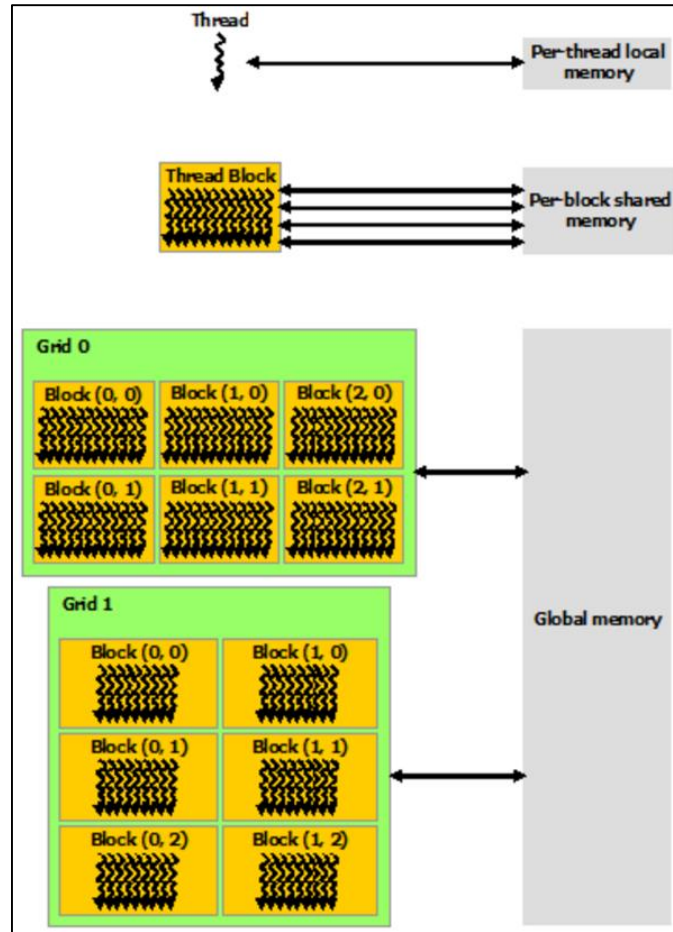 Thread
Per-thread local
memory
Thread Block
Per-block shared
memory
Grid 0
Block (0, 0) Block (1, 0) Block (2, 0)
Block (0, 1) Block (1, 1) Block (2, 1)
Grid 1
Block (0, 0) Block (1, 0)
Global memory
Block (0, 1) Block (1, 1)
Block (0, 2) Block (1, 2)